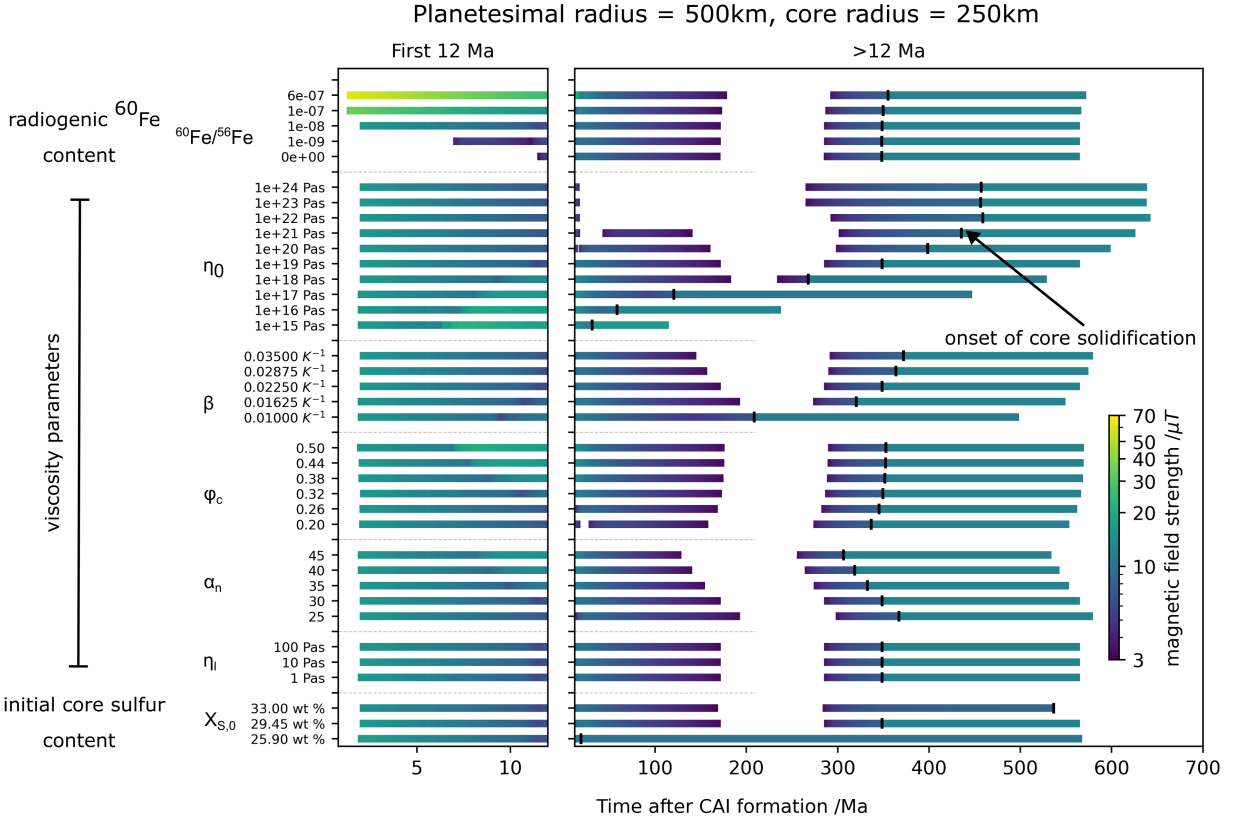 Planetesimal radius = 500km, core radius = 250km
First 12 Ma
>12 Ma
radiogenic ⁶⁰Fe
content
⁶⁰Fe/⁵⁶Fe
6e-07
1e-07
1e-08
1e-09
0e+00
viscosity parameters
η₀
1e+24 Pas
1e+23 Pas
1e+22 Pas
1e+21 Pas
1e+20 Pas
1e+19 Pas
1e+18 Pas
1e+17 Pas
1e+16 Pas
1e+15 Pas
onset of core solidification
β
0.03500 K⁻¹
0.02875 K⁻¹
0.02250 K⁻¹
0.01625 K⁻¹
0.01000 K⁻¹
φ꜀
0.50
0.44
0.38
0.32
0.26
0.20
αₙ
45
40
35
30
25
ηₗ
100 Pas
10 Pas
1 Pas
initial core sulfur
content
X_S,0
33.00 wt %
29.45 wt %
25.90 wt %
70
50
40
30
20
10
3
magnetic field strength /μT
5 10
100 200 300 400 500 600 700
Time after CAI formation /Ma